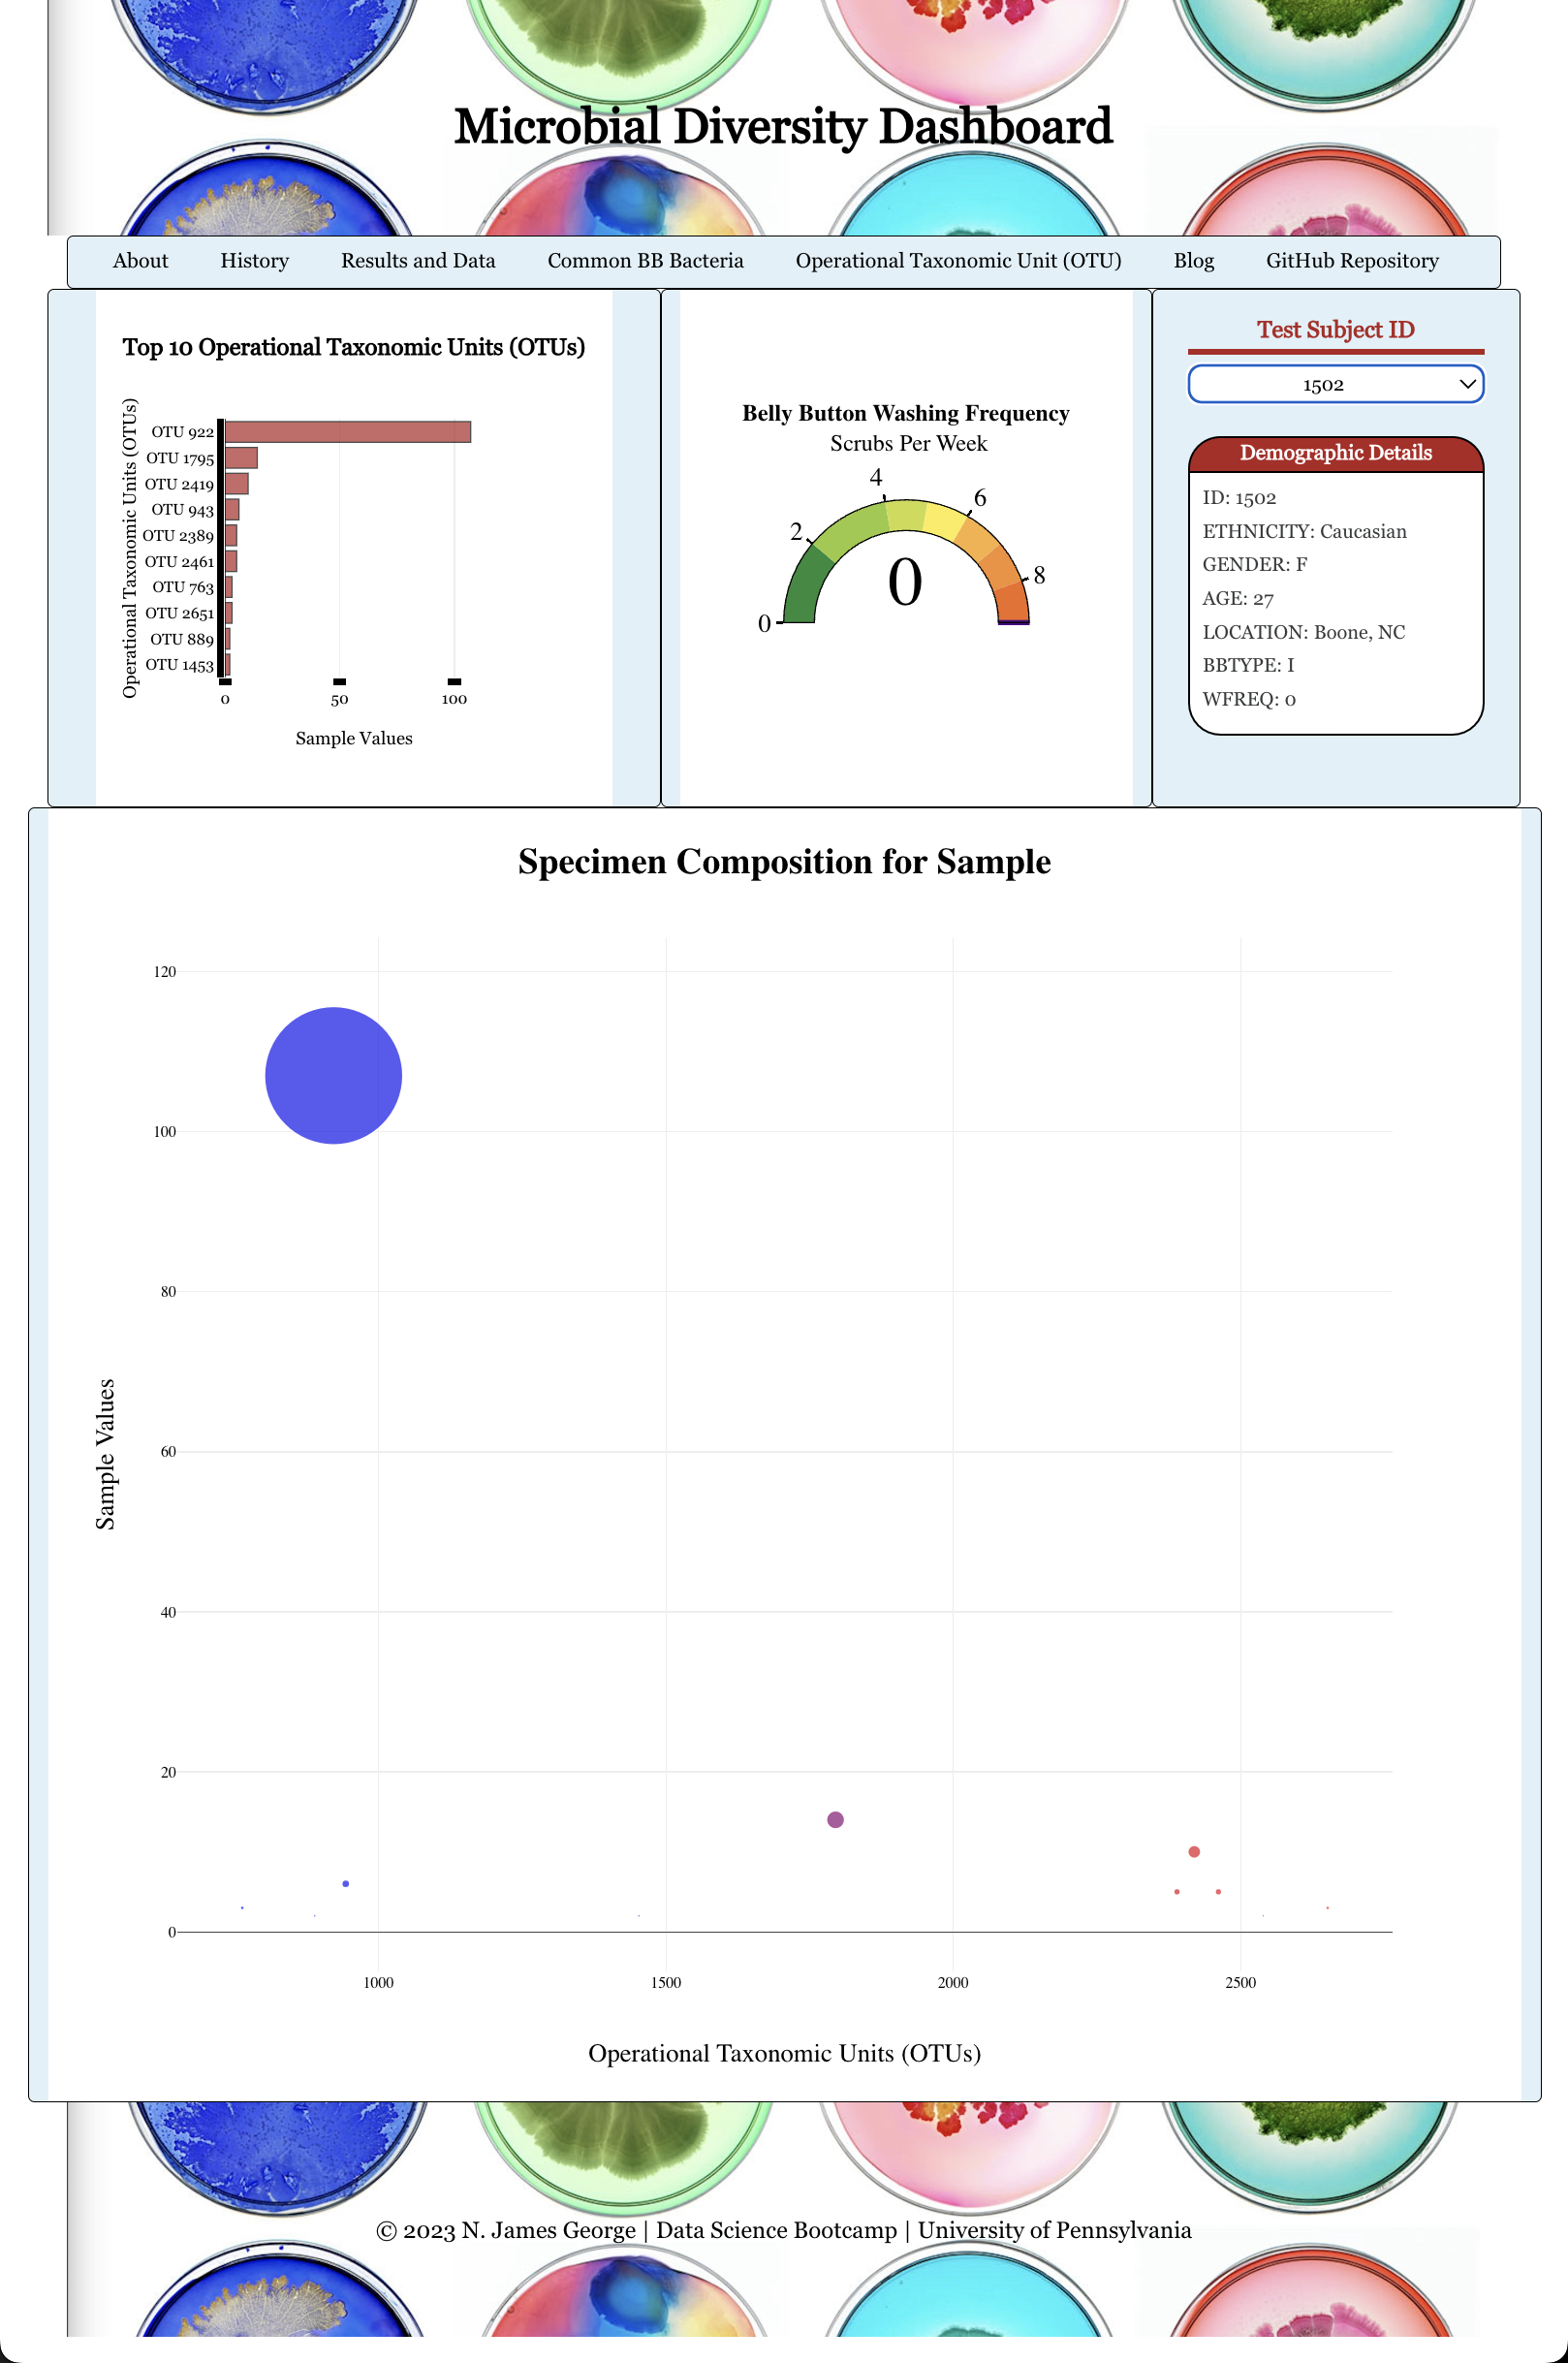 Microbial Diversity Dashboard
About History Results and Data Common BB Bacteria Operational Taxonomic Unit (OTU) Blog GitHub Repository
Top 10 Operational Taxonomic Units (OTUs)
Operational Taxonomic Units (OTUs)
OTU 922
OTU 1795
OTU 2419
OTU 943
OTU 2389
OTU 2461
OTU 763
OTU 2651
OTU 889
OTU 1453
0 50 100
Sample Values
Belly Button Washing Frequency
Scrubs Per Week
0
2
4
6
8
0
Test Subject ID
1502
Demographic Details
ID: 1502
ETHNICITY: Caucasian
GENDER: F
AGE: 27
LOCATION: Boone, NC
BBTYPE: I
WFREQ: 0
Specimen Composition for Sample
120
100
80
60
40
20
0
Sample Values
1000 1500 2000 2500
Operational Taxonomic Units (OTUs)
© 2023 N. James George | Data Science Bootcamp | University of Pennsylvania